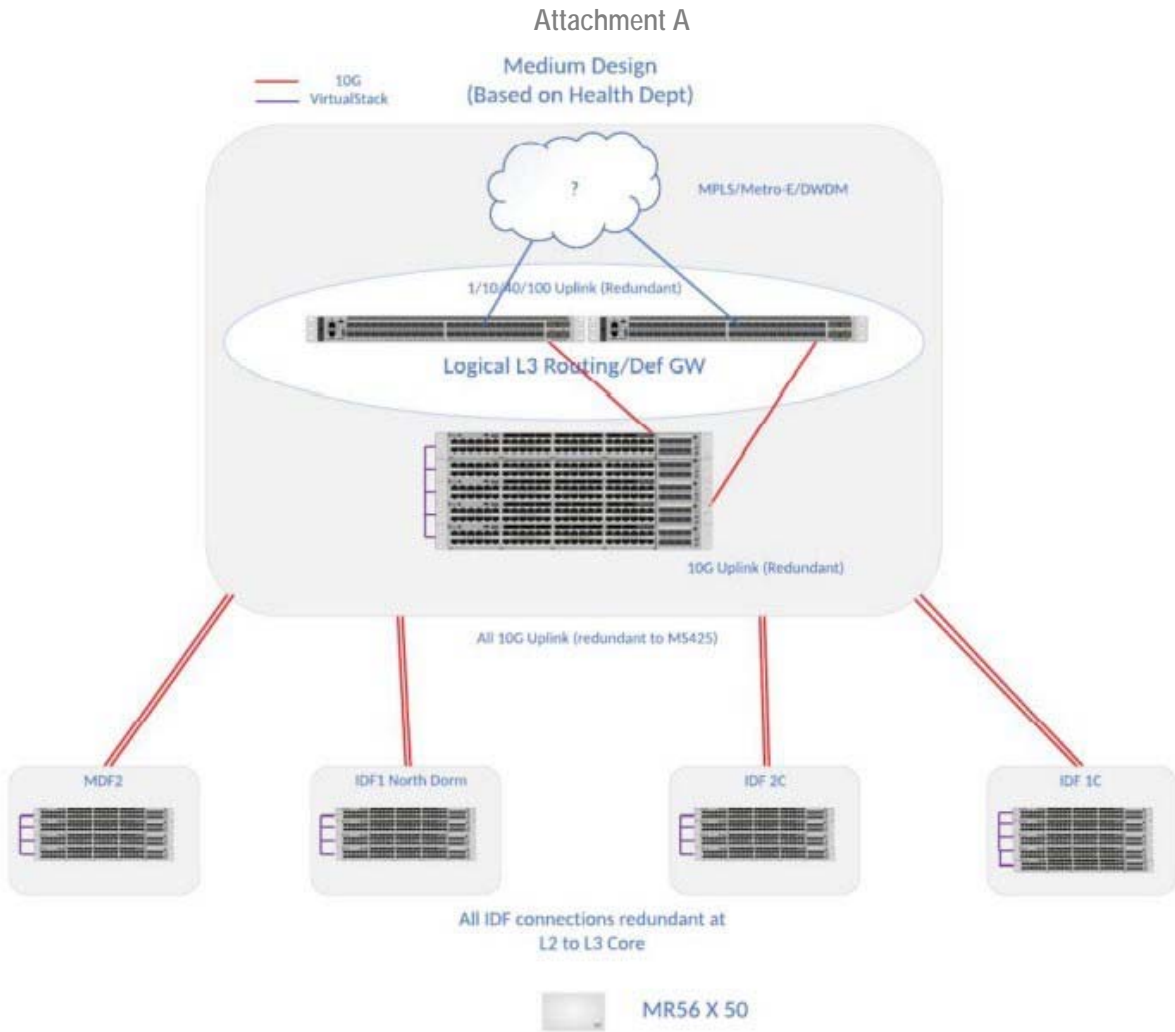 Attachment A
Medium Design
(Based on Health Dept)
10G
VirtualStack
?
MPLS/Metro-E/DWDM
1/10/40/100 Uplink (Redundant)
Logical L3 Routing/Def GW
10G Uplink (Redundant)
All 10G Uplink (redundant to MS425)
MDF2
IDF1 North Dorm
IDF 2C
IDF 1C
All IDF connections redundant at
L2 to L3 Core
MR56 X 50